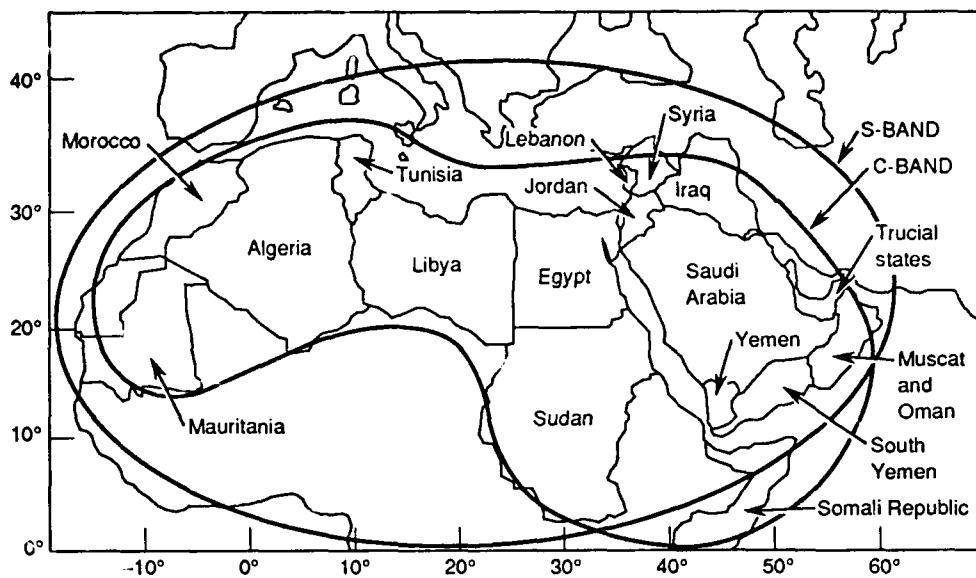 40°
30°
20°
10°
0°
-10°
0°
10°
20°
30°
40°
50°
60°
Morocco
Tunisia
Lebanon
Syria
Jordan
Iraq
S-BAND
C-BAND
Trucial
states
Algeria
Libya
Egypt
Saudi
Arabia
Yemen
Muscat
and
Oman
Mauritania
Sudan
South
Yemen
Somali Republic